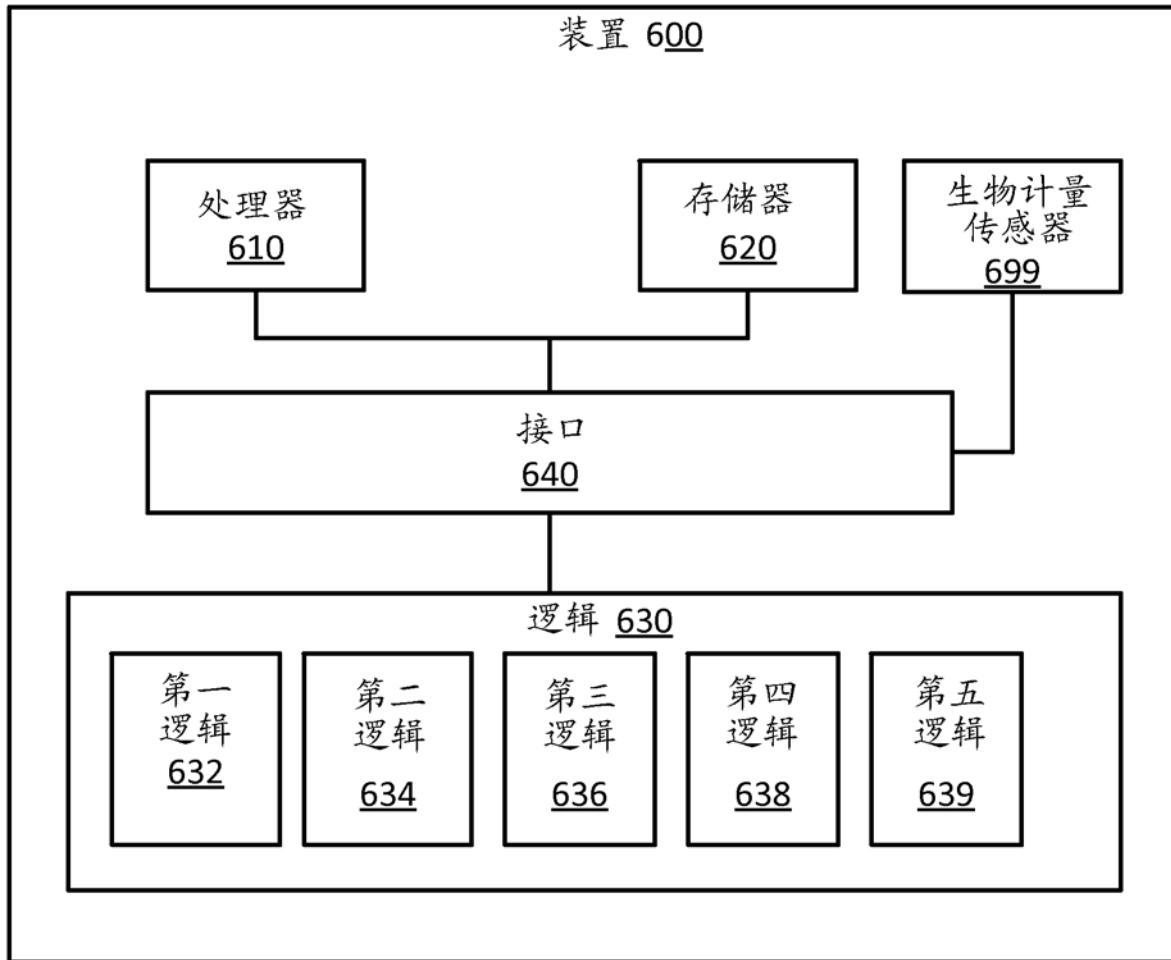 装置 600
处理器
610
存储器
620
生物计量
传感器
699
接口
640
逻辑 630
第一
逻辑
632
第二
逻辑
634
第三
逻辑
636
第四
逻辑
638
第五
逻辑
639